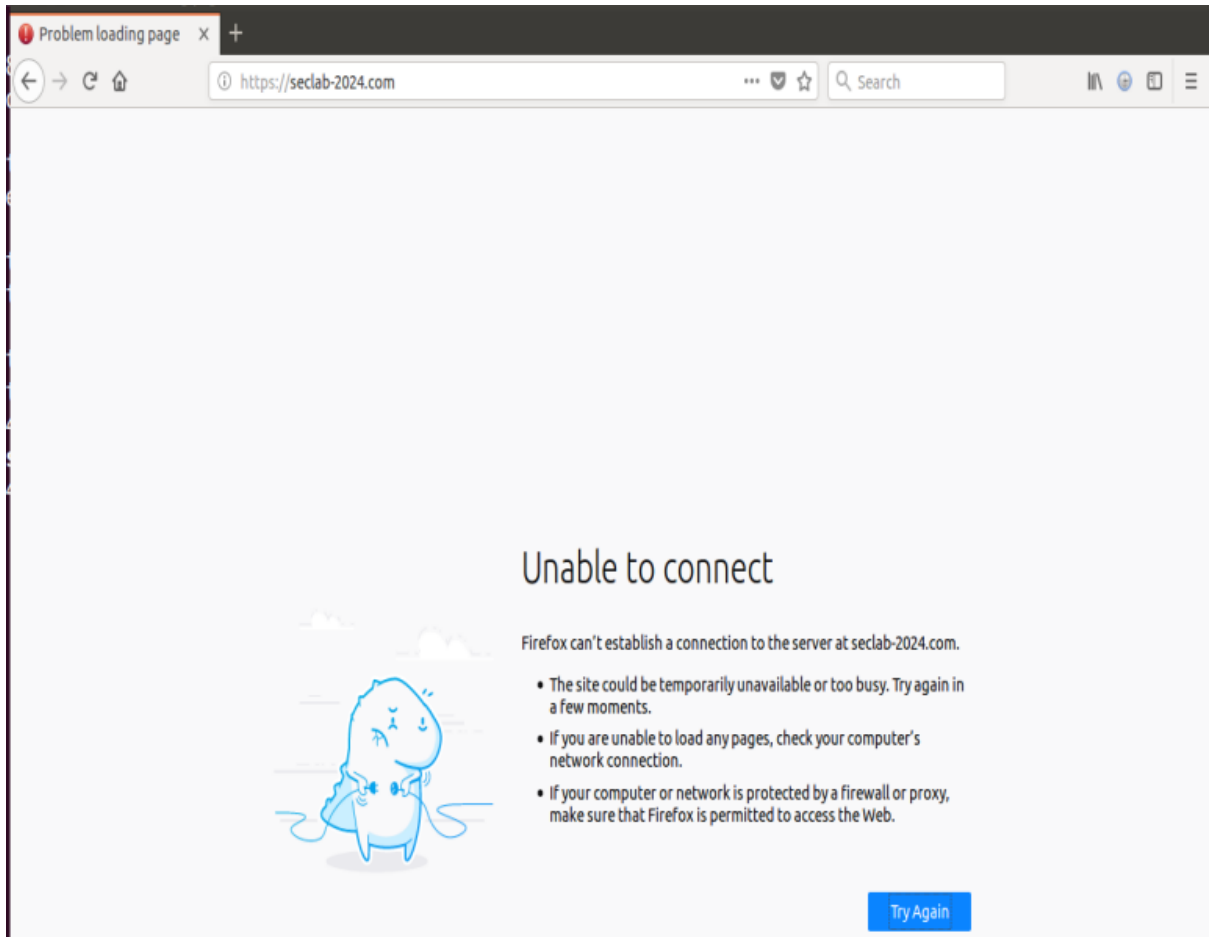 Problem loading page
https://seclab-2024.com
Search
Unable to connect
Firefox can't establish a connection to the server at seclab-2024.com.
• The site could be temporarily unavailable or too busy. Try again in
a few moments.
• If you are unable to load any pages, check your computer's
network connection.
• If your computer or network is protected by a firewall or proxy,
make sure that Firefox is permitted to access the Web.
Try Again